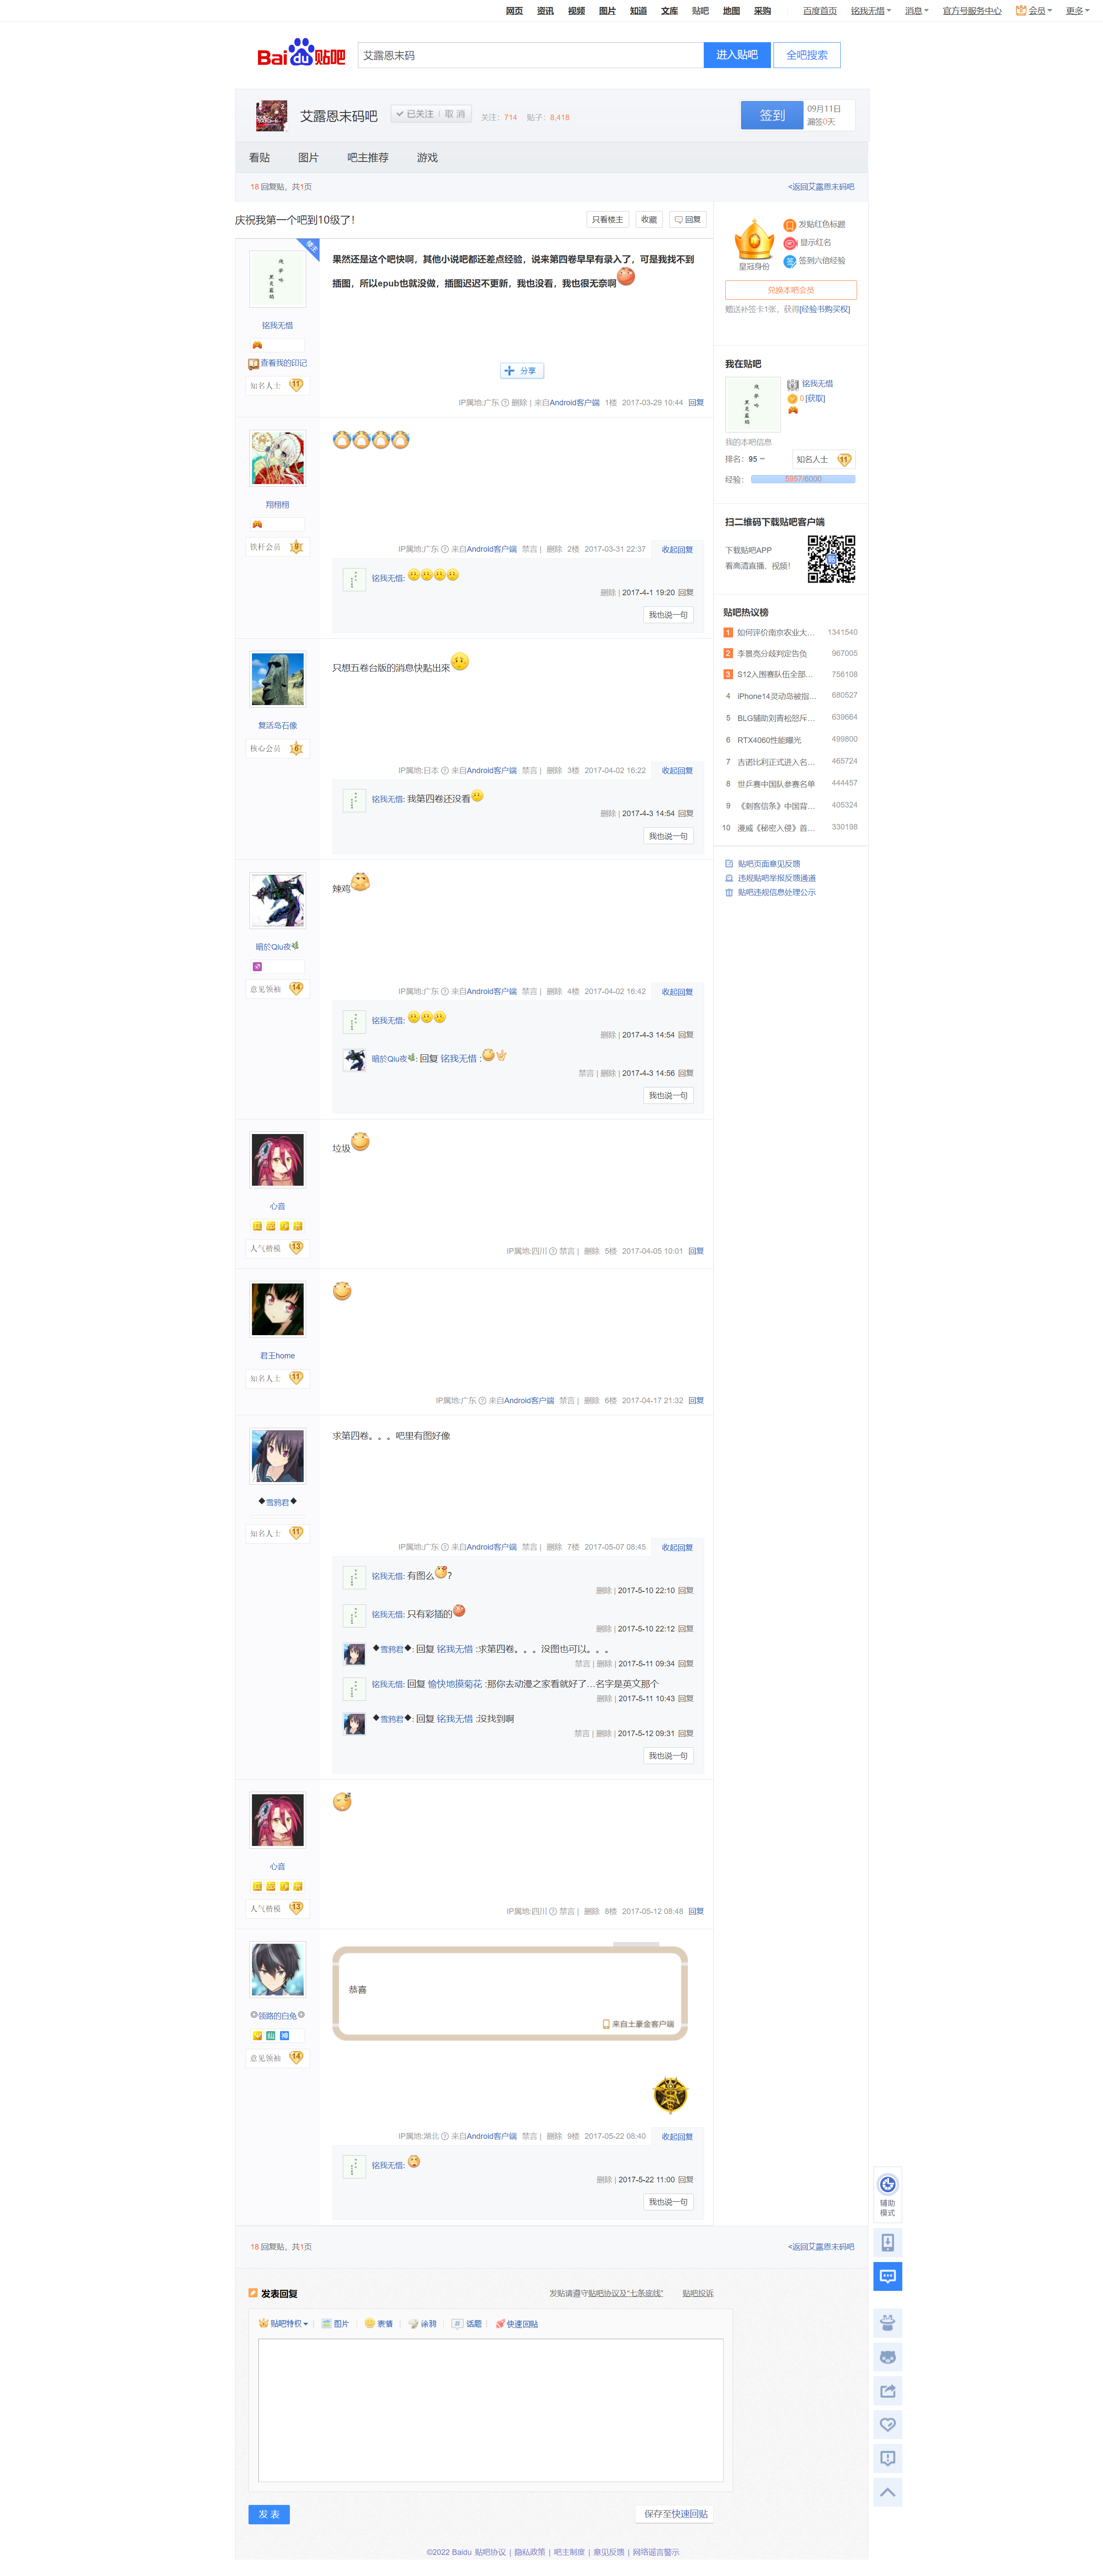 网页 资讯 视频 图片 知道 文库 贴吧 地图 采购 百度首页 铭我无惜 消息 官方号服务中心 会员 更多
Bai du 贴吧 艾露恩末码 进入贴吧 全吧搜索
艾露恩末码吧 已关注 | 取消 关注：714 贴子：8,418 签到 09月11日
漏签0天
看贴 图片 吧主推荐 游戏
18 回复贴，共1页 <返回艾露恩末码吧
庆祝我第一个吧到10级了！ 只看楼主 收藏 回复
楼主
果然还是这个吧快啊，其他小说吧都还差点经验，说来第四卷早早有录入了，可是我找不到
插图，所以epub也就没做，插图迟迟不更新，我也没看，我也很无奈啊
铭我无惜
查看我的印记
知名人士 11
分享
IP属地:广东 删除 | 来自Android客户端 1楼 2017-03-29 10:44 回复
翔栩栩
铁杆会员 9
IP属地:广东 来自Android客户端 禁言 | 删除 2楼 2017-03-31 22:37 收起回复
铭我无惜:
删除 | 2017-4-1 19:20 回复
我也说一句
只想五卷台版的消息快點出來
复活岛石像
核心会员 6
IP属地:日本 来自Android客户端 禁言 | 删除 3楼 2017-04-02 16:22 收起回复
铭我无惜: 我第四卷还没看
删除 | 2017-4-3 14:54 回复
我也说一句
辣鸡
暗於Qiu夜
意见领袖 14
IP属地:广东 来自Android客户端 禁言 | 删除 4楼 2017-04-02 16:42 收起回复
铭我无惜:
删除 | 2017-4-3 14:54 回复
暗於Qiu夜: 回复 铭我无惜 :
禁言 | 删除 | 2017-4-3 14:56 回复
我也说一句
垃圾
心音
人气楷模 13
IP属地:四川 禁言 | 删除 5楼 2017-04-05 10:01 回复
君王home
知名人士 11
IP属地:广东 来自Android客户端 禁言 | 删除 6楼 2017-04-17 21:32 回复
求第四卷。。。吧里有图好像
◆雪鸦君◆
知名人士 11
IP属地:广东 来自Android客户端 禁言 | 删除 7楼 2017-05-07 08:45 收起回复
铭我无惜: 有图么?
删除 | 2017-5-10 22:10 回复
铭我无惜: 只有彩插的
删除 | 2017-5-10 22:12 回复
◆雪鸦君◆: 回复 铭我无惜 :求第四卷。。。没图也可以。。。
禁言 | 删除 | 2017-5-11 09:34 回复
铭我无惜: 回复 愉快地摸菊花 :那你去动漫之家看就好了...名字是英文那个
删除 | 2017-5-11 10:43 回复
◆雪鸦君◆: 回复 铭我无惜 :没找到啊
禁言 | 删除 | 2017-5-12 09:31 回复
我也说一句
心音
人气楷模 13
IP属地:四川 禁言 | 删除 8楼 2017-05-12 08:48 回复
恭喜
来自土豪金客户端
领路的白兔
意见领袖 14
IP属地:湖北 来自Android客户端 禁言 | 删除 9楼 2017-05-22 08:40 收起回复
铭我无惜:
删除 | 2017-5-22 11:00 回复
我也说一句
皇冠身份
发贴红色标题
显示红名
签到六倍经验
兑换本吧会员
赠送补签卡1张，获得[经验书购买权]
我在贴吧
铭我无惜
0 [获取]
我的本吧信息
排名：95 知名人士 11
经验： 5957/6000
扫二维码下载贴吧客户端
下载贴吧APP
看高清直播、视频！
贴吧热议榜
1 如何评价南京农业大... 1341540
2 李景亮分歧判定告负 967005
3 S12入围赛队伍全部... 756108
4 iPhone14灵动岛被指... 680527
5 BLG辅助刘青松怒斥... 639664
6 RTX4060性能曝光 499800
7 吉诺比利正式进入名... 465724
8 世乒赛中国队参赛名单 444457
9 《刺客信条》中国背... 405324
10 漫威《秘密入侵》首... 330198
贴吧页面意见反馈
违规贴吧举报反馈通道
贴吧违规信息处理公示
辅助
模式
18 回复贴，共1页 <返回艾露恩末码吧
发表回复 发贴请遵守贴吧协议及“七条底线” 贴吧投诉
贴吧特权 | 图片 | 表情 | 涂鸦 | 话题 | 快速回贴
发 表 保存至快速回贴
©2022 Baidu 贴吧协议 | 隐私政策 | 吧主制度 | 意见反馈 | 网络谣言警示